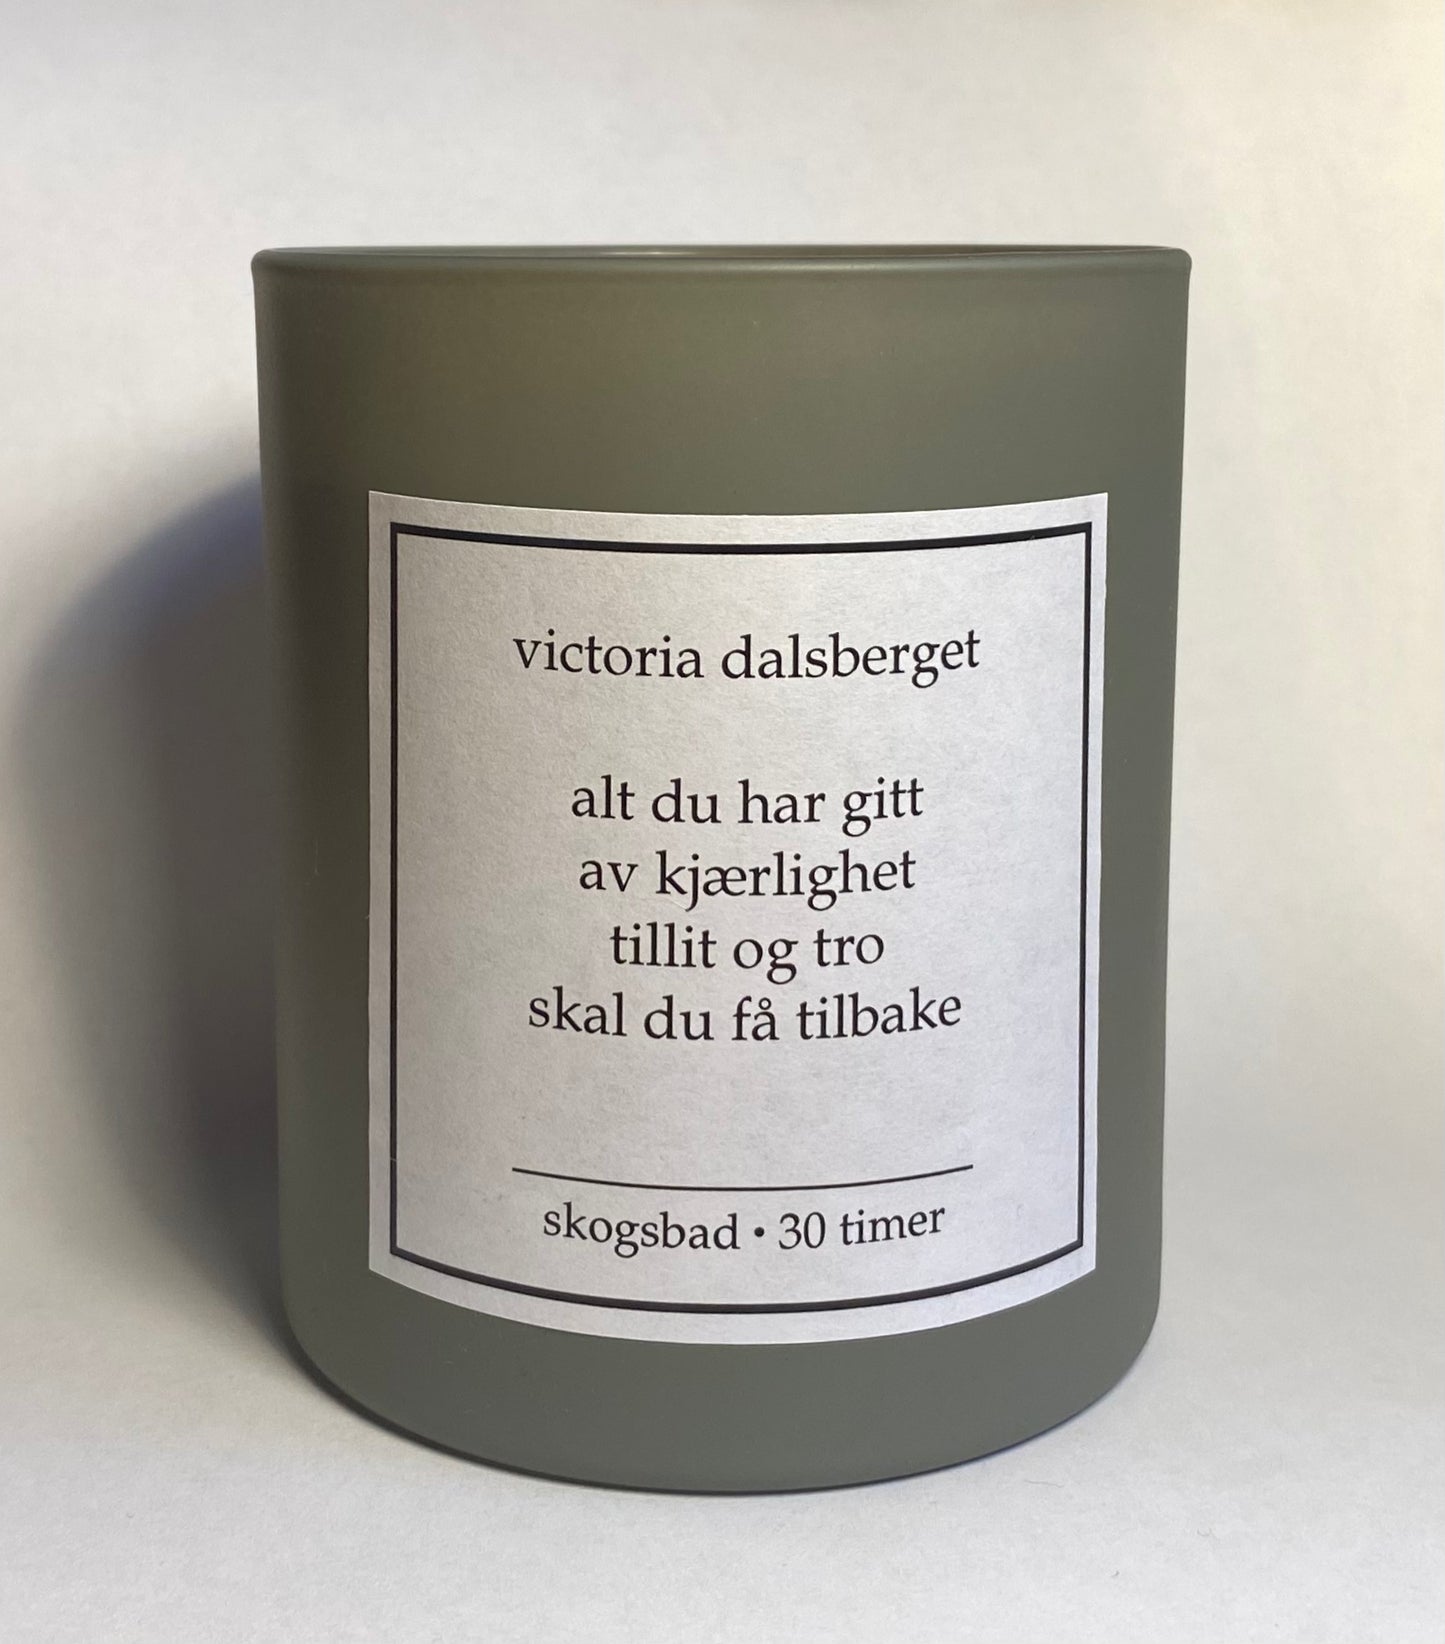 victoria dalsberget
alt du har gitt
av kjærlighet
tillit og tro
skal du få tilbake
skogsbad • 30 timer